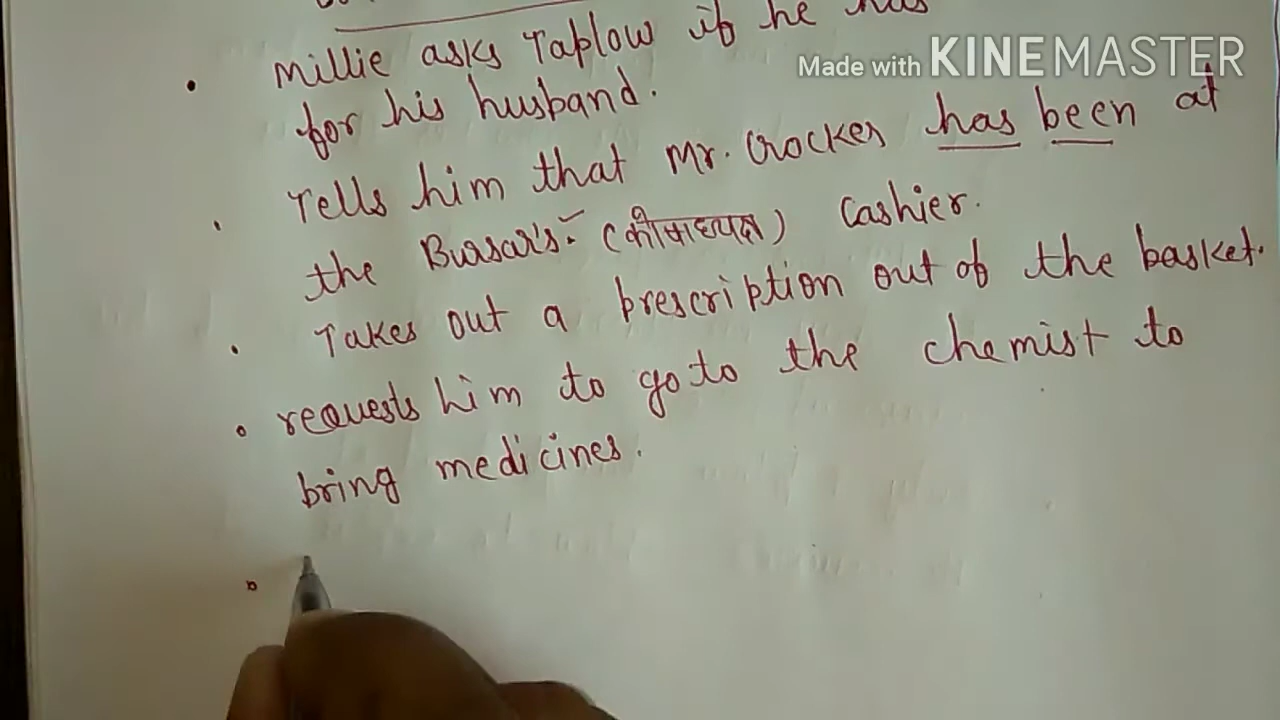 Millie asks Taplow if he has
Made with KINEMASTER
for his husband.
Tells him that Mr. Crocker has been at
the Bursar's. (कोषाध्यक्ष) Cashier.
Takes out a prescription out of the basket.
requests him to go to the chemist to
bring medicines.